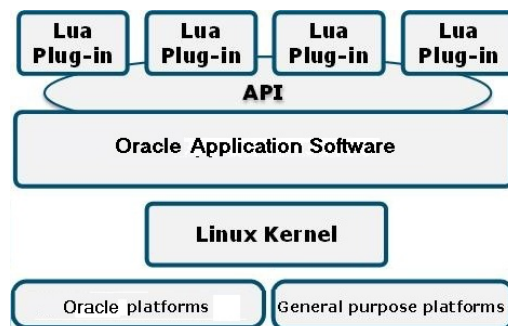 Lua Plug-in
Lua Plug-in
Lua Plug-in
Lua Plug-in
API
Oracle Application Software
Linux Kernel
Oracle platforms
General purpose platforms